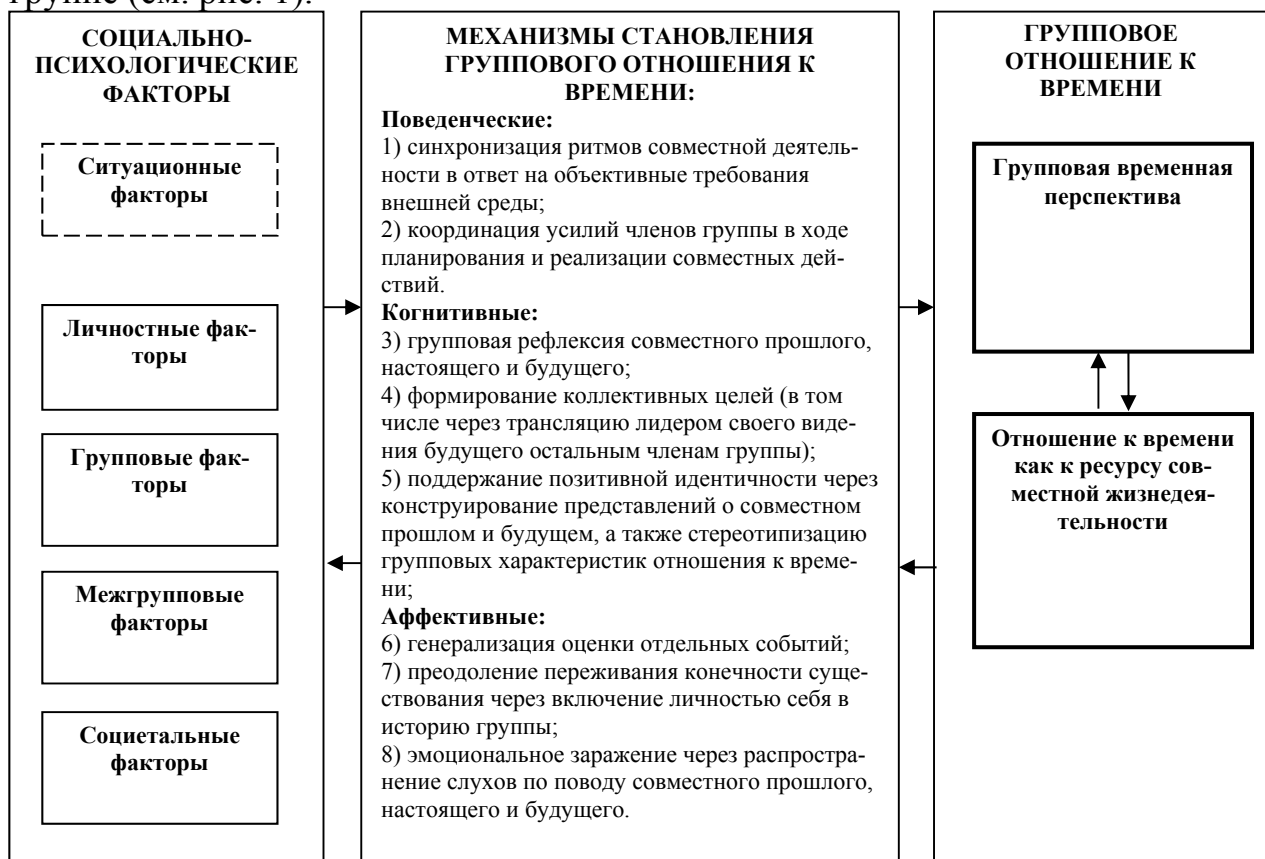 группе (см. рис. 1).
СОЦИАЛЬНО-
ПСИХОЛОГИЧЕСКИЕ
ФАКТОРЫ
Ситуационные
факторы
Личностные фак-
торы
Групповые фак-
торы
Межгрупповые
факторы
Социетальные
факторы
МЕХАНИЗМЫ СТАНОВЛЕНИЯ
ГРУППОВОГО ОТНОШЕНИЯ К
ВРЕМЕНИ:
Поведенческие:
1) синхронизация ритмов совместной деятель-
ности в ответ на объективные требования
внешней среды;
2) координация усилий членов группы в ходе
планирования и реализации совместных дей-
ствий.
Когнитивные:
3) групповая рефлексия совместного прошлого,
настоящего и будущего;
4) формирование коллективных целей (в том
числе через трансляцию лидером своего виде-
ния будущего остальным членам группы);
5) поддержание позитивной идентичности через
конструирование представлений о совместном
прошлом и будущем, а также стереотипизацию
групповых характеристик отношения к време-
ни;
Аффективные:
6) генерализация оценки отдельных событий;
7) преодоление переживания конечности суще-
ствования через включение личностью себя в
историю группы;
8) эмоциональное заражение через распростра-
нение слухов по поводу совместного прошлого,
настоящего и будущего.
ГРУППОВОЕ
ОТНОШЕНИЕ К
ВРЕМЕНИ
Групповая временная
перспектива
Отношение к времени
как к ресурсу сов-
местной жизнедея-
тельности